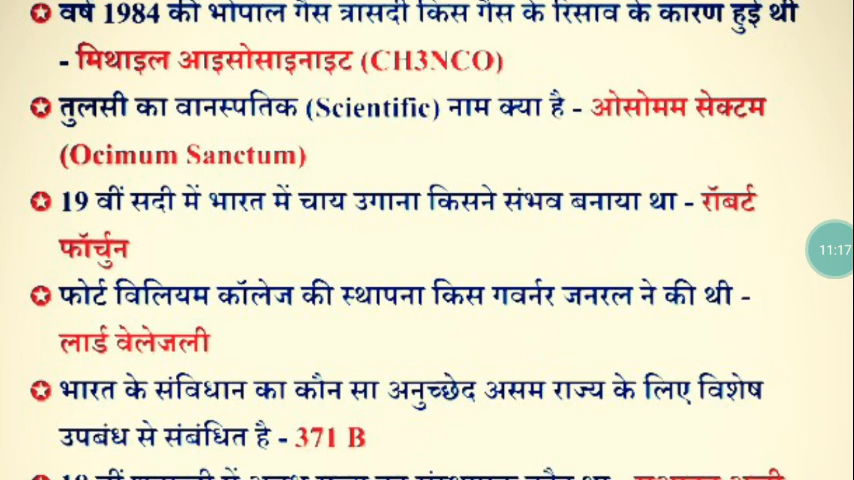 वर्ष 1984 की भोपाल गैस त्रासदी किस गैस के रिसाव के कारण हुई थी
- मिथाइल आइसोसाइनाइट (CH3NCO)
तुलसी का वानस्पतिक (Scientific) नाम क्या है - ओसोमम सेक्टम
(Ocimum Sanctum)
19 वीं सदी में भारत में चाय उगाना किसने संभव बनाया था - रॉबर्ट
फॉर्चुन
11:17
फोर्ट विलियम कॉलेज की स्थापना किस गवर्नर जनरल ने की थी -
लार्ड वेलेजली
भारत के संविधान का कौन सा अनुच्छेद असम राज्य के लिए विशेष
उपबंध से संबंधित है - 371 B